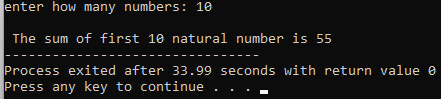 enter how many numbers: 10
The sum of first 10 natural number is 55
--------------------------------
Process exited after 33.99 seconds with return value 0
Press any key to continue . . .